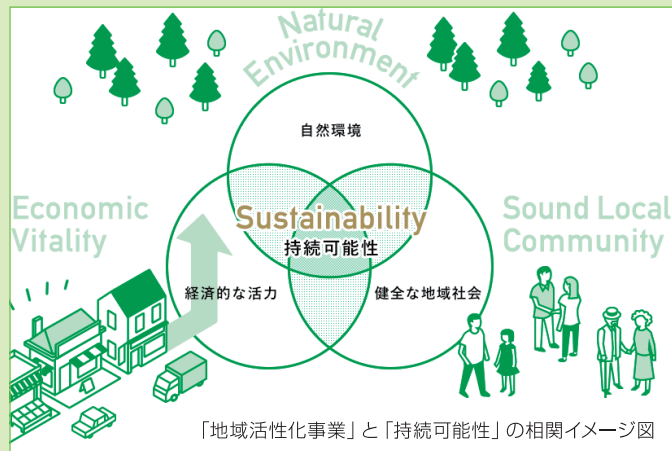 Natural
Environment
自然環境
Economic
Vitality
Sustainability
持続可能性
Sound Local
Community
経済的な活力
健全な地域社会
「地域活性化事業」と「持続可能性」の相関イメージ図